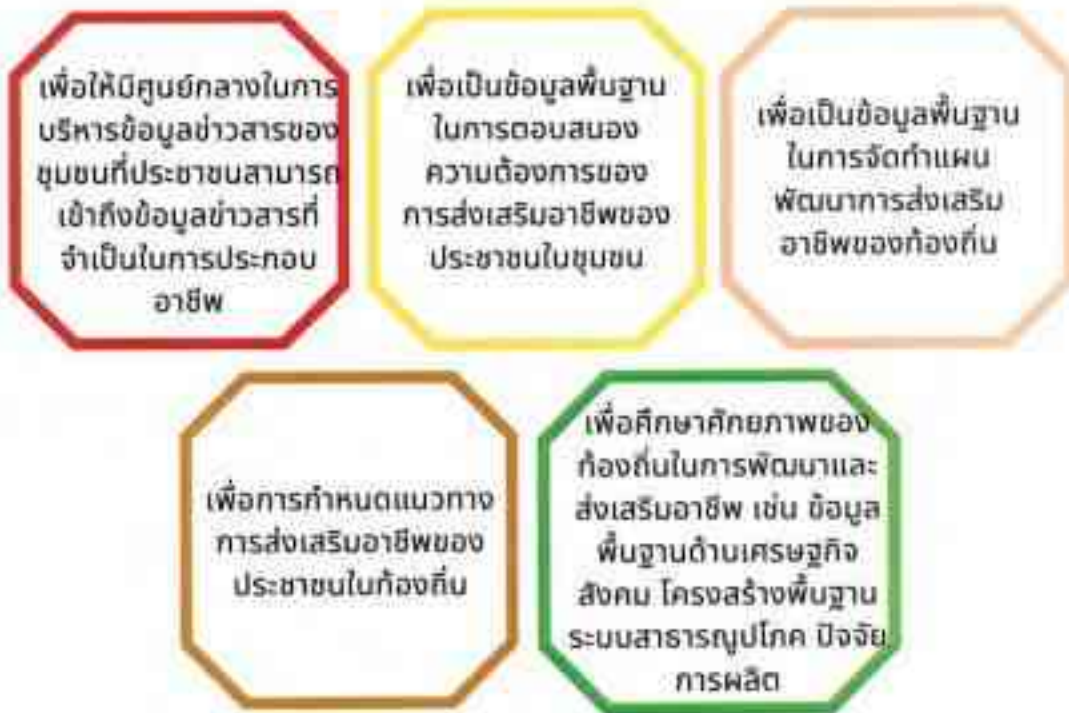 เพื่อให้มีศูนย์กลางในการ
บริหารข้อมูลข่าวสารของ
ชุมชนที่ประชาชนสามารถ
เข้าถึงข้อมูลข่าวสารที่
จำเป็นในการประกอบ
อาชีพ
เพื่อเป็นข้อมูลพื้นฐาน
ในการตอบสนอง
ความต้องการของ
การส่งเสริมอาชีพของ
ประชาชนในชุมชน
เพื่อเป็นข้อมูลพื้นฐาน
ในการจัดทำแผน
พัฒนาการส่งเสริม
อาชีพของท้องถิ่น
เพื่อการกำหนดแนวทาง
การส่งเสริมอาชีพของ
ประชาชนในท้องถิ่น
เพื่อศึกษาศักยภาพของ
ท้องถิ่นในการพัฒนาและ
ส่งเสริมอาชีพ เช่น ข้อมูล
พื้นฐานด้านเศรษฐกิจ
สังคม โครงสร้างพื้นฐาน
ระบบสาธารณูปโภค ปัจจัย
การผลิต